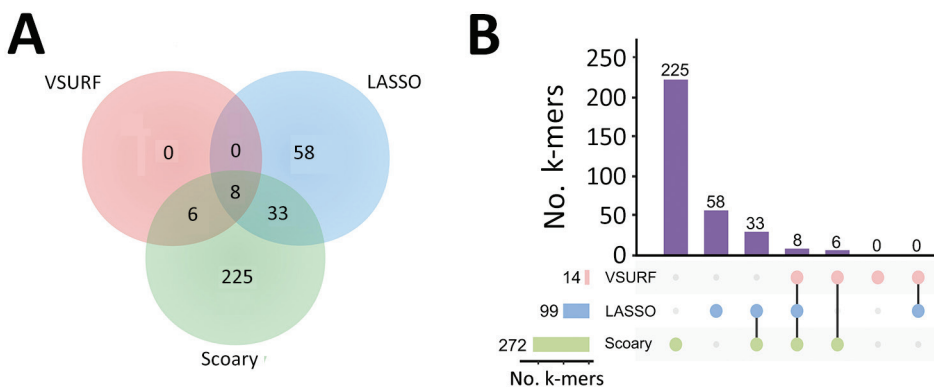 A
VSURF
LASSO
0
0
58
8
6
33
225
Scoary
B
No. k-mers
250
200
150
100
50
0
225
58
33
8
6
0
0
14
VSURF
99
LASSO
272
Scoary
No. k-mers